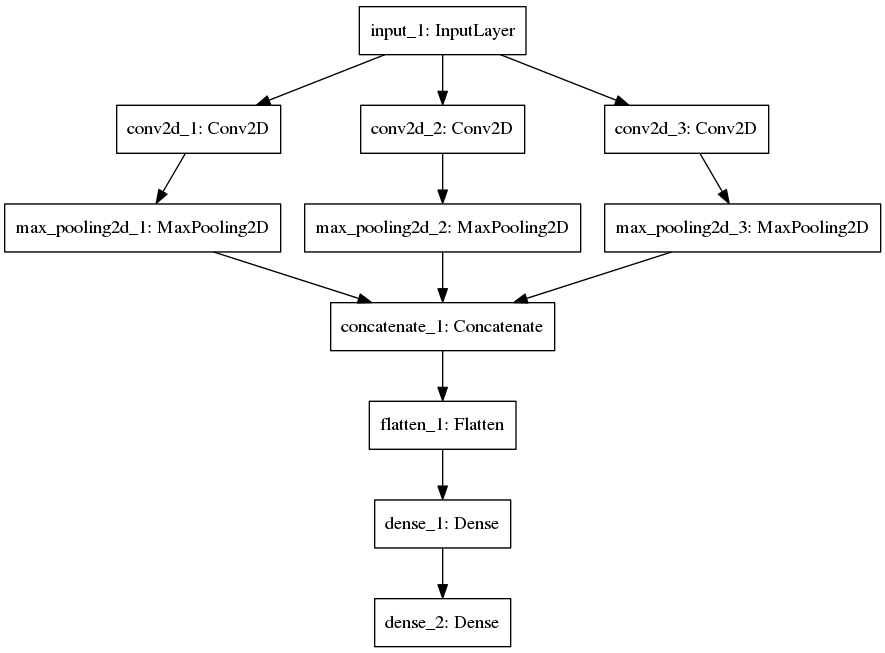 input_1: InputLayer
conv2d_1: Conv2D
conv2d_2: Conv2D
conv2d_3: Conv2D
max_pooling2d_1: MaxPooling2D
max_pooling2d_2: MaxPooling2D
max_pooling2d_3: MaxPooling2D
concatenate_1: Concatenate
flatten_1: Flatten
dense_1: Dense
dense_2: Dense